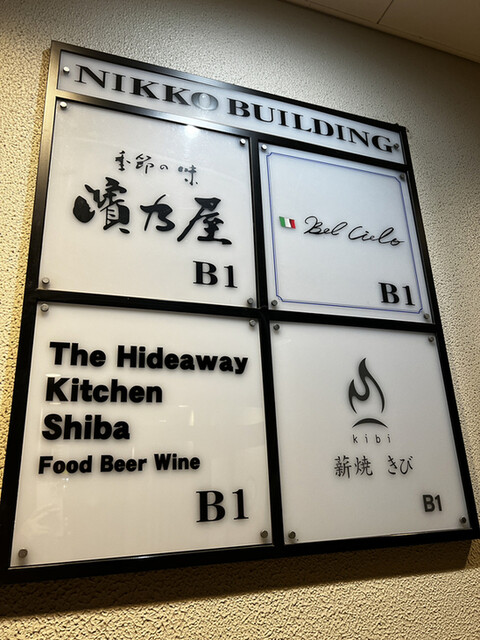 NIKKO BUILDING
季節の味
濱乃屋
B1
Bel Cielo
B1
The Hideaway
Kitchen
Shiba
Food Beer Wine
B1
kibi
薪焼 きび
B1